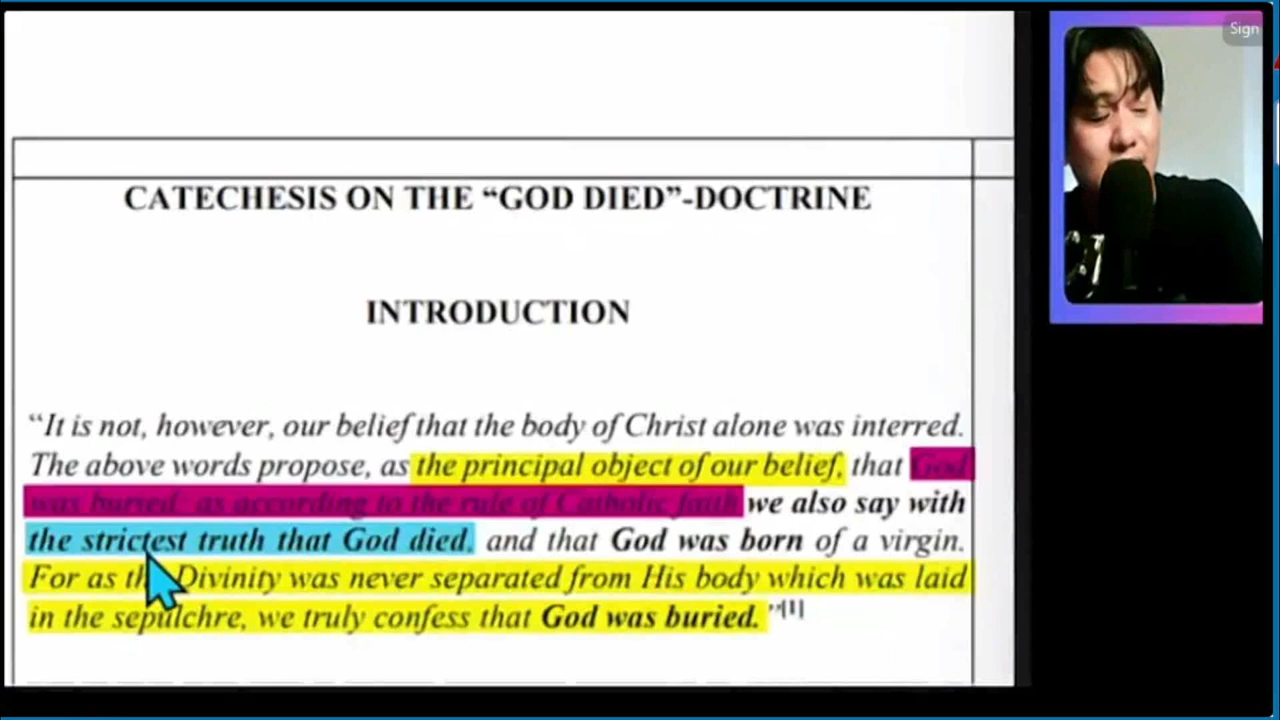 Sign
CATECHESIS ON THE “GOD DIED”-DOCTRINE
INTRODUCTION
“It is not, however, our belief that the body of Christ alone was interred.
The above words propose, as the principal object of our belief, that God
was buried, as according to the rule of Catholic faith we also say with
the strictest truth that God died, and that God was born of a virgin.
For as th Divinity was never separated from His body which was laid
in the sepulchre, we truly confess that God was buried.”[1]